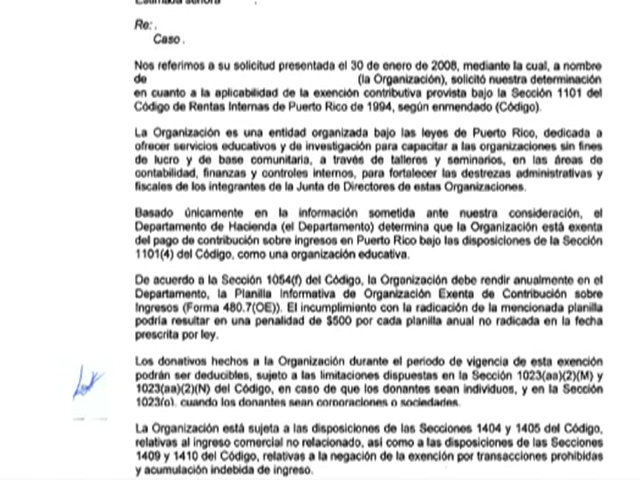 Estimada señora
Re:.
Caso.
Nos referimos a su solicitud presentada el 30 de enero de 2008, mediante la cual, a nombre
de (la Organización), solicitó nuestra determinación
en cuanto a la aplicabilidad de la exención contributiva provista bajo la Sección 1101 del
Código de Rentas Internas de Puerto Rico de 1994, según enmendado (Código).
La Organización es una entidad organizada bajo las leyes de Puerto Rico, dedicada a
ofrecer servicios educativos y de investigación para capacitar a las organizaciones sin fines
de lucro y de base comunitaria, a través de talleres y seminarios, en las áreas de
contabilidad, finanzas y controles internos, para fortalecer las destrezas administrativas y
fiscales de los integrantes de la Junta de Directores de estas Organizaciones.
Basado únicamente en la información sometida ante nuestra consideración, el
Departamento de Hacienda (el Departamento) determina que la Organización está exenta
del pago de contribución sobre ingresos en Puerto Rico bajo las disposiciones de la Sección
1101(4) del Código, como una organización educativa.
De acuerdo a la Sección 1054(f) del Código, la Organización debe rendir anualmente en el
Departamento, la Planilla Informativa de Organización Exenta de Contribución sobre
Ingresos (Forma 480.7(OE)). El incumplimiento con la radicación de la mencionada planilla
podría resultar en una penalidad de $500 por cada planilla anual no radicada en la fecha
prescrita por ley.
Los donativos hechos a la Organización durante el periodo de vigencia de esta exención
podrán ser deducibles, sujeto a las limitaciones dispuestas en la Sección 1023(aa)(2)(M) y
1023(aa)(2)(N) del Código, en caso de que los donantes sean individuos, y en la Sección
1023(o), cuando los donantes sean corporaciones o sociedades.
La Organización está sujeta a las disposiciones de las Secciones 1404 y 1405 del Código,
relativas al ingreso comercial no relacionado, así como a las disposiciones de las Secciones
1409 y 1410 del Código, relativas a la negación de la exención por transacciones prohibidas
y acumulación indebida de ingreso.